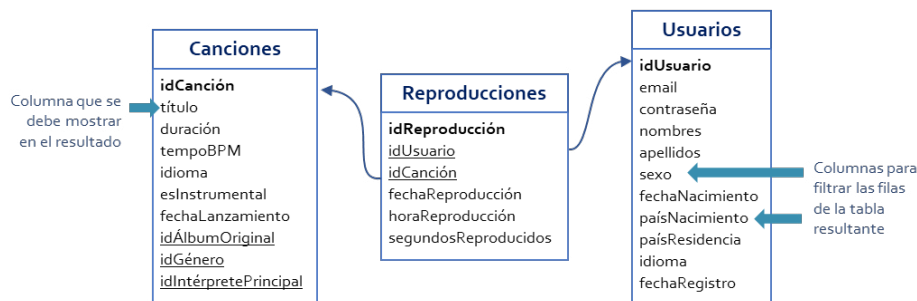 Columna que se
debe mostrar
en el resultado
Canciones
idCanción
título
duración
tempoBPM
idioma
esInstrumental
fechaLanzamiento
idÁlbumOriginal
idGénero
idIntérpretePrincipal
Reproducciones
idReproducción
idUsuario
idCanción
fechaReproducción
horaReproducción
segundosReproducidos
Usuarios
idUsuario
email
contraseña
nombres
apellidos
sexo
fechaNacimiento
paísNacimiento
paísResidencia
idioma
fechaRegistro
Columnas para
filtrar las filas
de la tabla
resultante